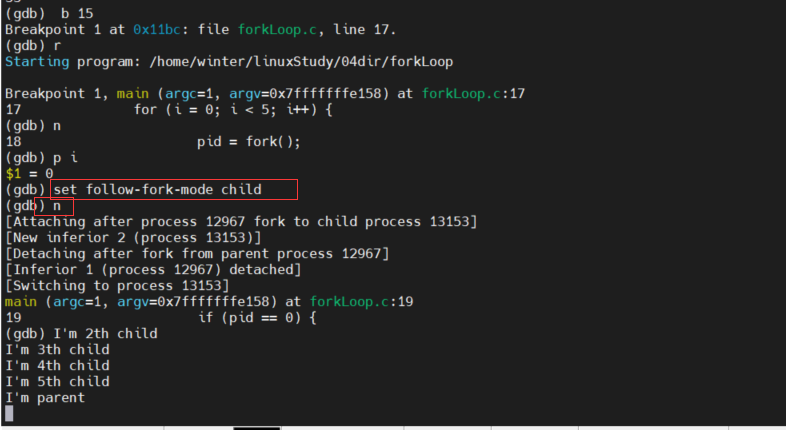 (gdb)  b 15
Breakpoint 1 at 0x11bc: file forkLoop.c, line 17.
(gdb) r
Starting program: /home/winter/linuxStudy/04dir/forkLoop
Breakpoint 1, main (argc=1, argv=0x7fffffffe158) at forkLoop.c:17
17              for (i = 0; i < 5; i++) {
(gdb) n
18                      pid = fork();
(gdb) p i
$1 = 0
(gdb) set follow-fork-mode child
(gdb) n
[Attaching after process 12967 fork to child process 13153]
[New inferior 2 (process 13153)]
[Detaching after fork from parent process 12967]
[Inferior 1 (process 12967) detached]
[Switching to process 13153]
main (argc=1, argv=0x7fffffffe158) at forkLoop.c:19
19                      if (pid == 0) {
(gdb) I'm 2th child
I'm 3th child
I'm 4th child
I'm 5th child
I'm parent